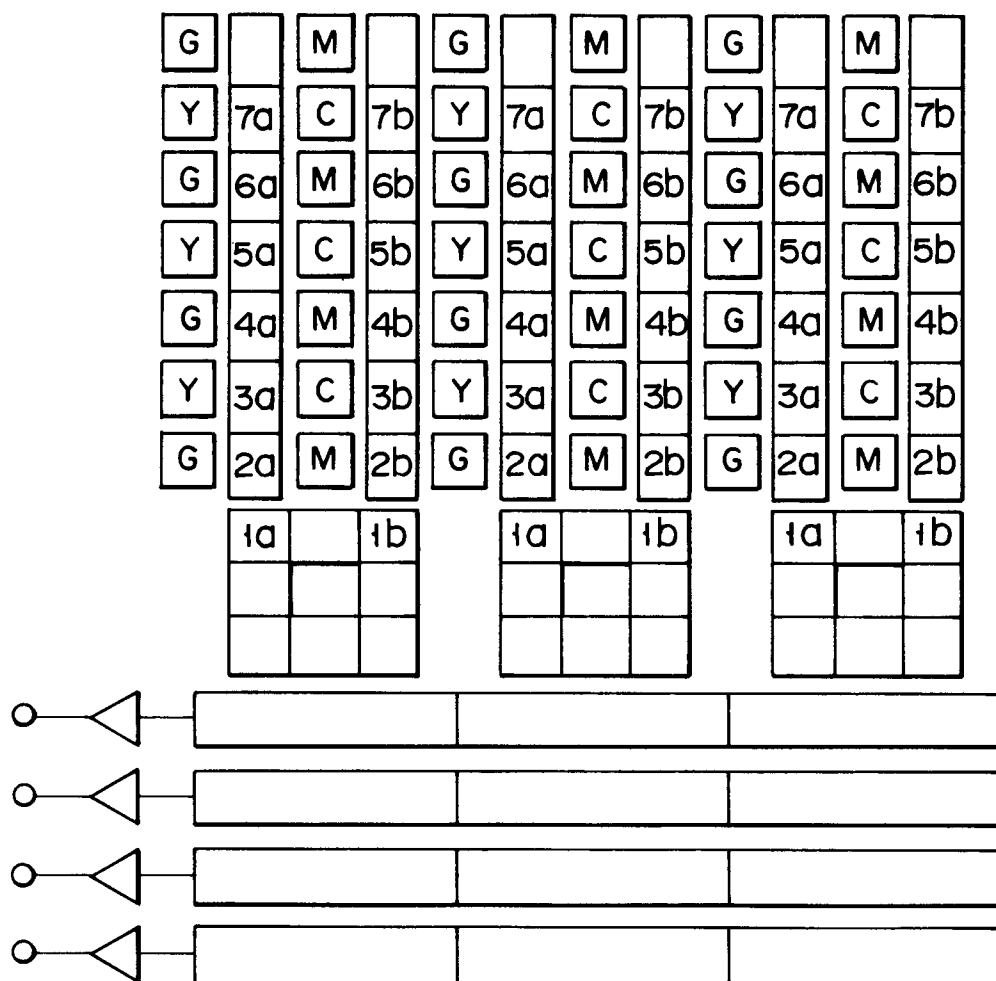 G M G M G M
Y 7a C 7b Y 7a C 7b Y 7a C 7b
G 6a M 6b G 6a M 6b G 6a M 6b
Y 5a C 5b Y 5a C 5b Y 5a C 5b
G 4a M 4b G 4a M 4b G 4a M 4b
Y 3a C 3b Y 3a C 3b Y 3a C 3b
G 2a M 2b G 2a M 2b G 2a M 2b
1a 1b 1a 1b 1a 1b